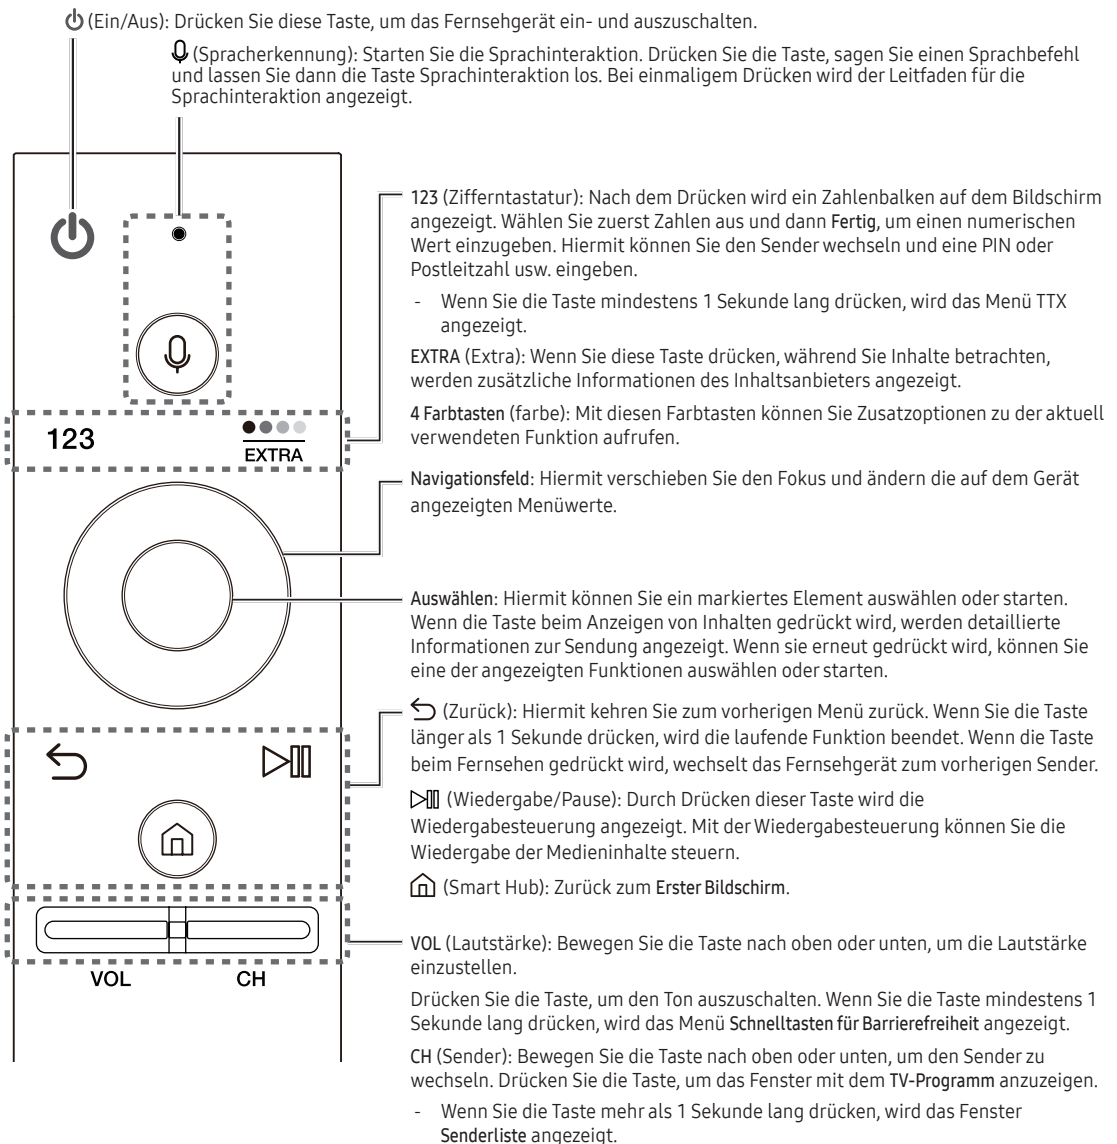 (Ein/Aus): Drücken Sie diese Taste, um das Fernsehgerät ein- und auszuschalten.
(Spracherkennung): Starten Sie die Sprachinteraktion. Drücken Sie die Taste, sagen Sie einen Sprachbefehl
und lassen Sie dann die Taste Sprachinteraktion los. Bei einmaligem Drücken wird der Leitfaden für die
Sprachinteraktion angezeigt.
123 (Zifferntastatur): Nach dem Drücken wird ein Zahlenbalken auf dem Bildschirm
angezeigt. Wählen Sie zuerst Zahlen aus und dann Fertig, um einen numerischen
Wert einzugeben. Hiermit können Sie den Sender wechseln und eine PIN oder
Postleitzahl usw. eingeben.
- Wenn Sie die Taste mindestens 1 Sekunde lang drücken, wird das Menü TTX
angezeigt.
EXTRA (Extra): Wenn Sie diese Taste drücken, während Sie Inhalte betrachten,
werden zusätzliche Informationen des Inhaltsanbieters angezeigt.
4 Farbtasten (farbe): Mit diesen Farbtasten können Sie Zusatzoptionen zu der aktuell
verwendeten Funktion aufrufen.
123
EXTRA
Navigationsfeld: Hiermit verschieben Sie den Fokus und ändern die auf dem Gerät
angezeigten Menüwerte.
Auswählen: Hiermit können Sie ein markiertes Element auswählen oder starten.
Wenn die Taste beim Anzeigen von Inhalten gedrückt wird, werden detaillierte
Informationen zur Sendung angezeigt. Wenn sie erneut gedrückt wird, können Sie
eine der angezeigten Funktionen auswählen oder starten.
(Zurück): Hiermit kehren Sie zum vorherigen Menü zurück. Wenn Sie die Taste
länger als 1 Sekunde drücken, wird die laufende Funktion beendet. Wenn die Taste
beim Fernsehen gedrückt wird, wechselt das Fernsehgerät zum vorherigen Sender.
(Wiedergabe/Pause): Durch Drücken dieser Taste wird die
Wiedergabesteuerung angezeigt. Mit der Wiedergabesteuerung können Sie die
Wiedergabe der Medieninhalte steuern.
(Smart Hub): Zurück zum Erster Bildschirm.
VOL
CH
VOL (Lautstärke): Bewegen Sie die Taste nach oben oder unten, um die Lautstärke
einzustellen.
Drücken Sie die Taste, um den Ton auszuschalten. Wenn Sie die Taste mindestens 1
Sekunde lang drücken, wird das Menü Schnelltasten für Barrierefreiheit angezeigt.
CH (Sender): Bewegen Sie die Taste nach oben oder unten, um den Sender zu
wechseln. Drücken Sie die Taste, um das Fenster mit dem TV-Programm anzuzeigen.
- Wenn Sie die Taste mehr als 1 Sekunde lang drücken, wird das Fenster
Senderliste angezeigt.